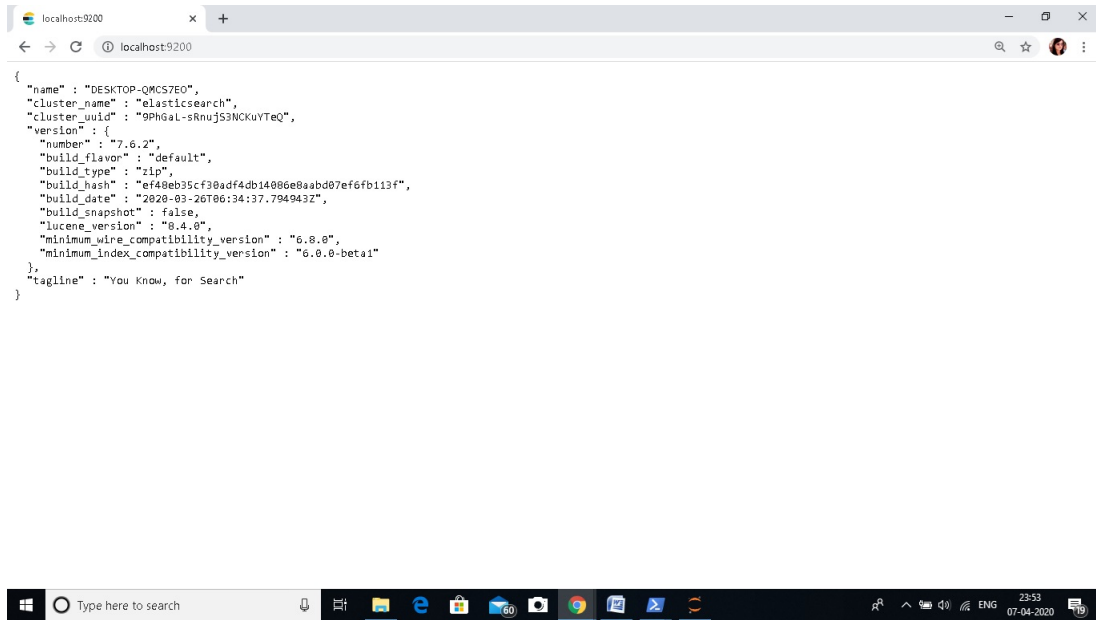 localhost:9200
localhost:9200
{
  "name" : "DESKTOP-QMCS7EO",
  "cluster_name" : "elasticsearch",
  "cluster_uuid" : "9PhGaL-sRnujS3NCKuYTeQ",
  "version" : {
    "number" : "7.6.2",
    "build_flavor" : "default",
    "build_type" : "zip",
    "build_hash" : "ef48eb35cf30adf4db14086e8aabd07ef6fb113f",
    "build_date" : "2020-03-26T06:34:37.794943Z",
    "build_snapshot" : false,
    "lucene_version" : "8.4.0",
    "minimum_wire_compatibility_version" : "6.8.0",
    "minimum_index_compatibility_version" : "6.0.0-beta1"
  },
  "tagline" : "You Know, for Search"
}
Type here to search
60
ENG
23:53
07-04-2020
19